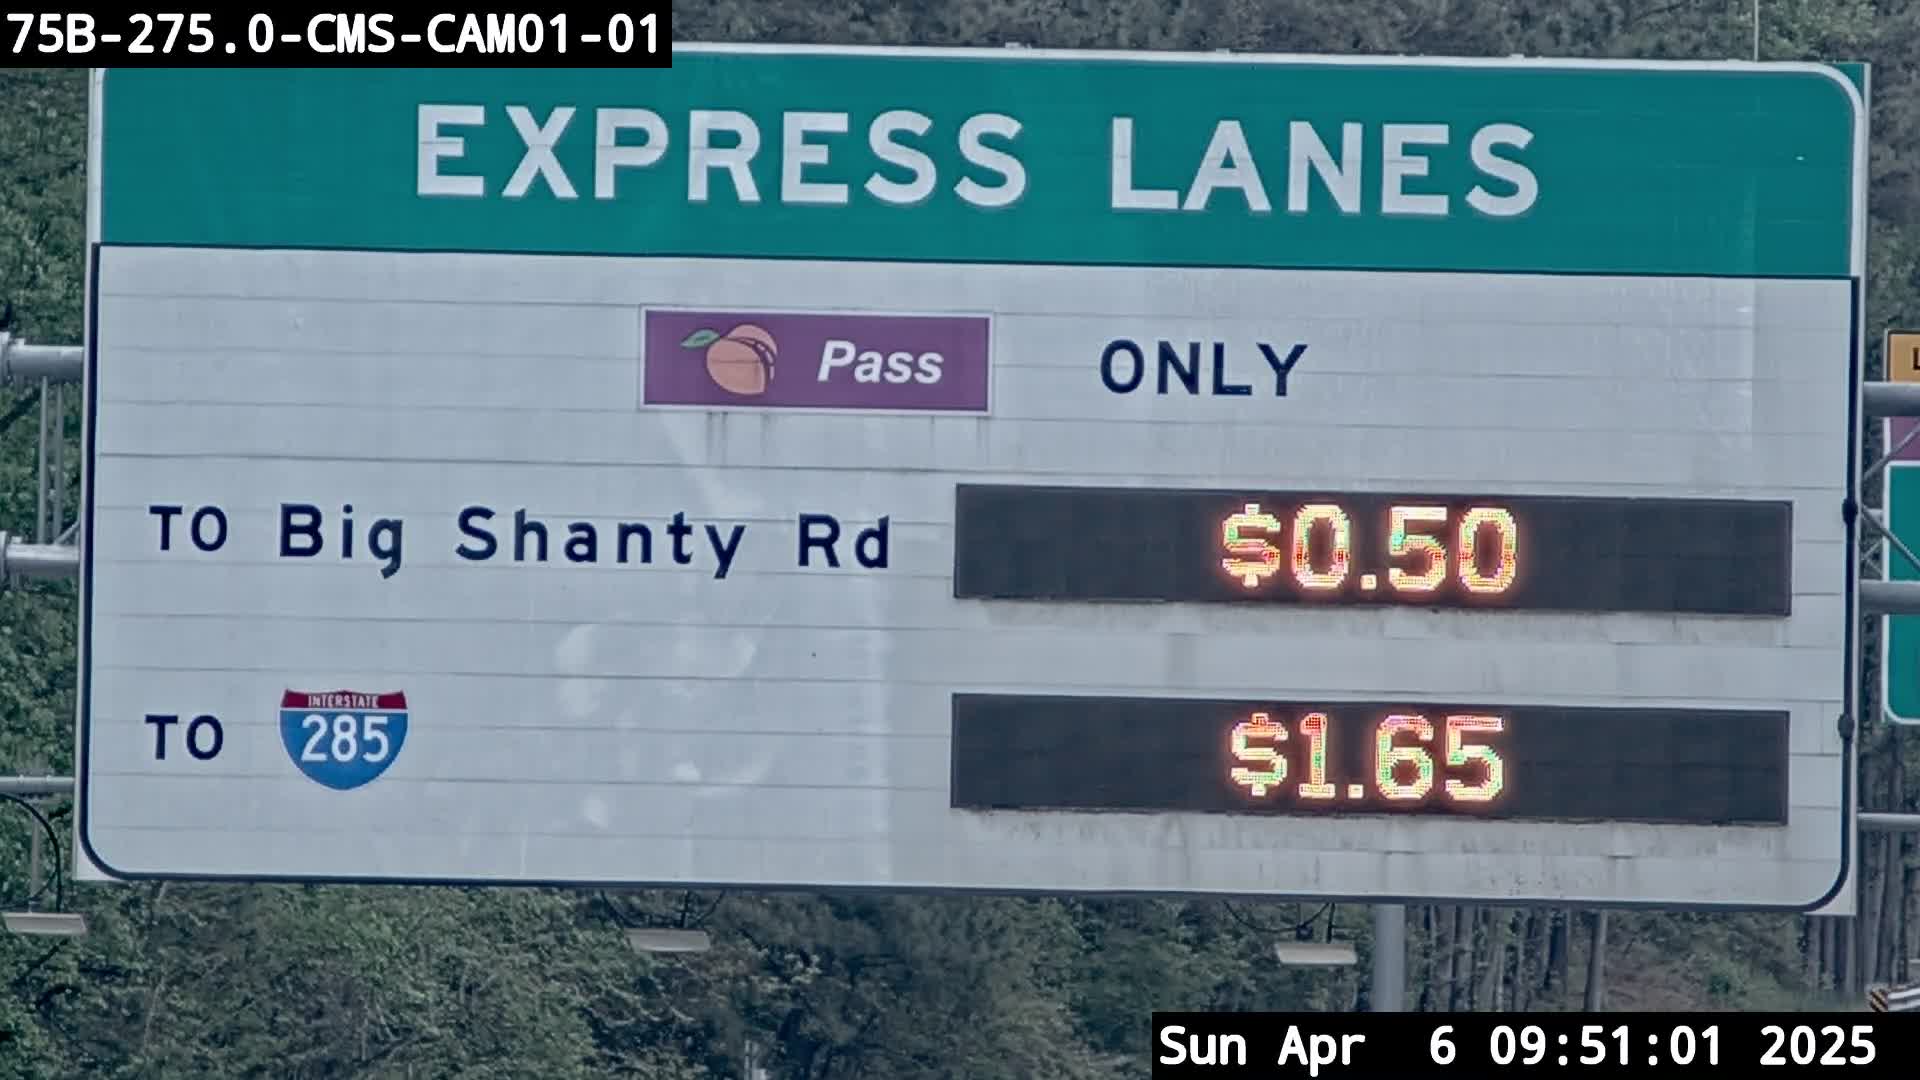 75B-275.0-CMS-CAM01-01
EXPRESS LANES
Pass ONLY
TO Big Shanty Rd $0.50
TO INTERSTATE 285 $1.65
Sun Apr 6 09:51:01 2025